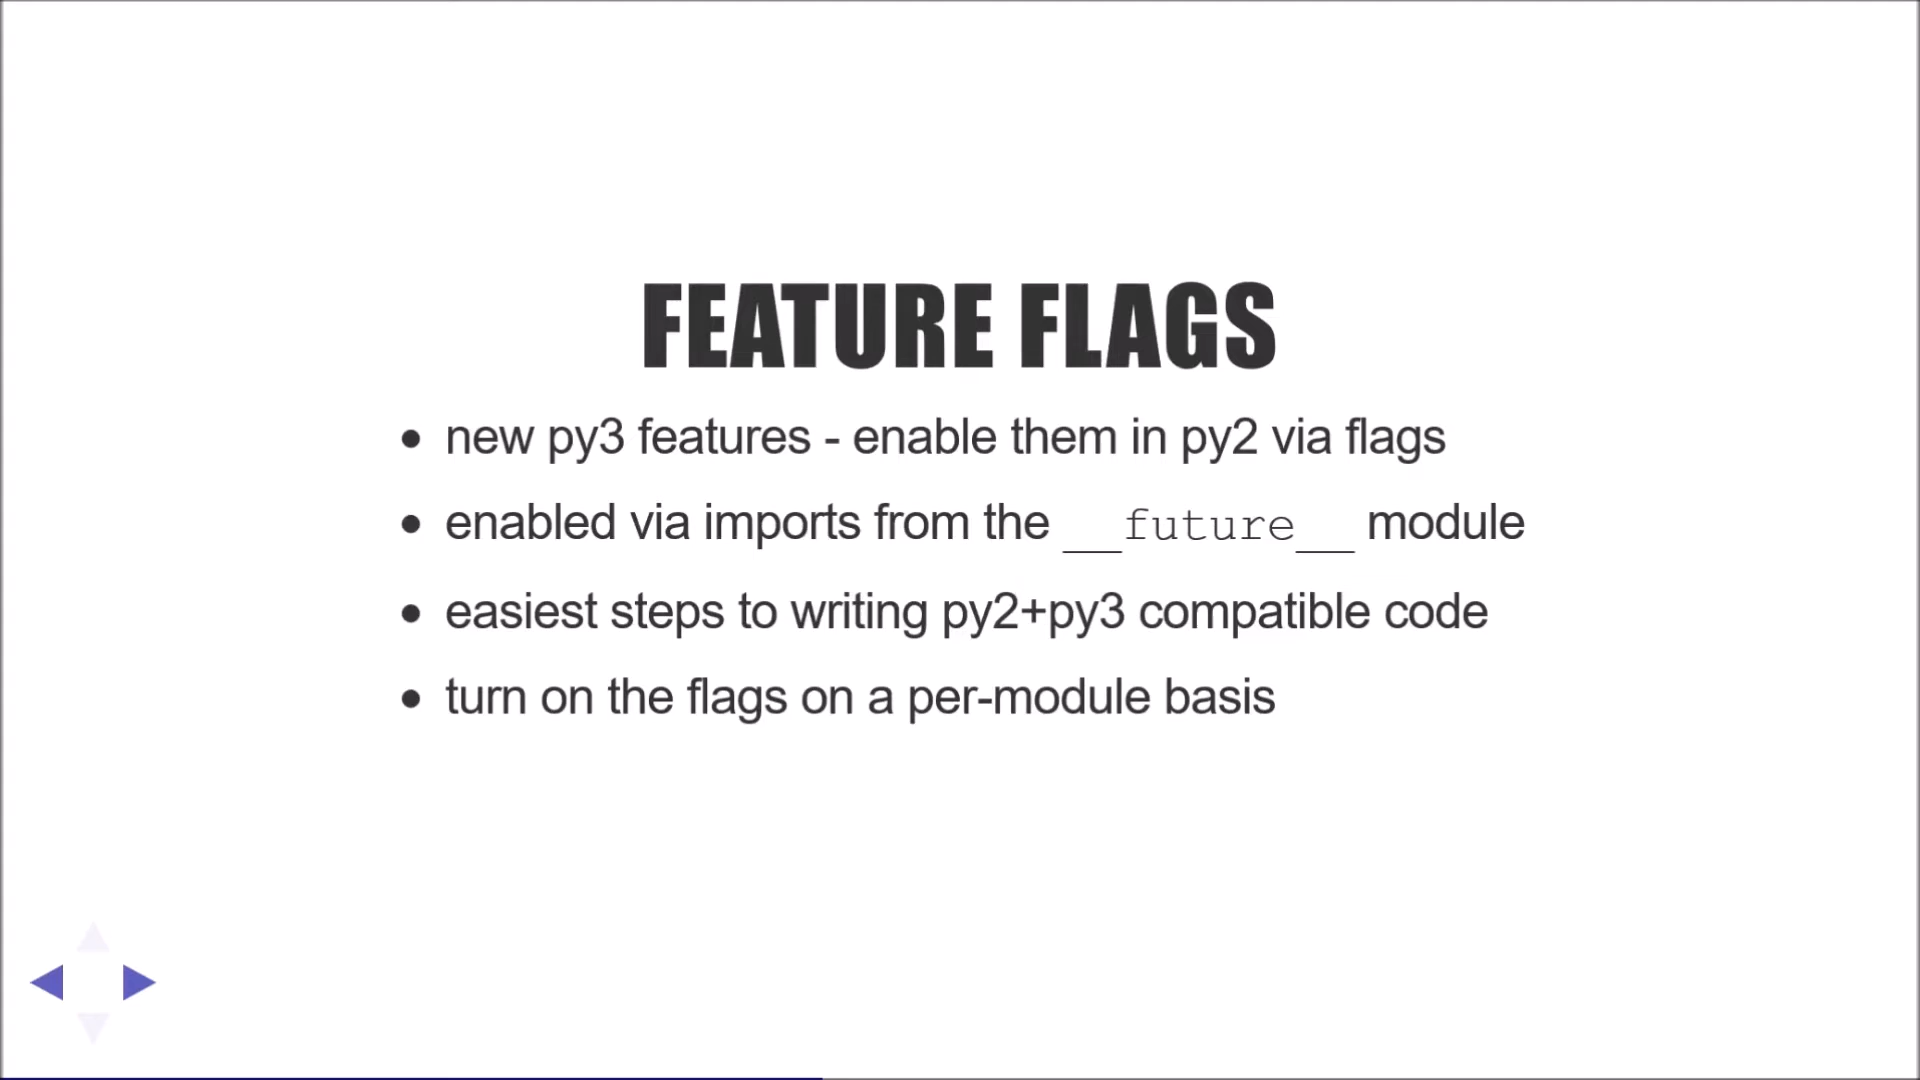 FEATURE FLAGS
• new py3 features - enable them in py2 via flags
• enabled via imports from the __future__ module
• easiest steps to writing py2+py3 compatible code
• turn on the flags on a per-module basis